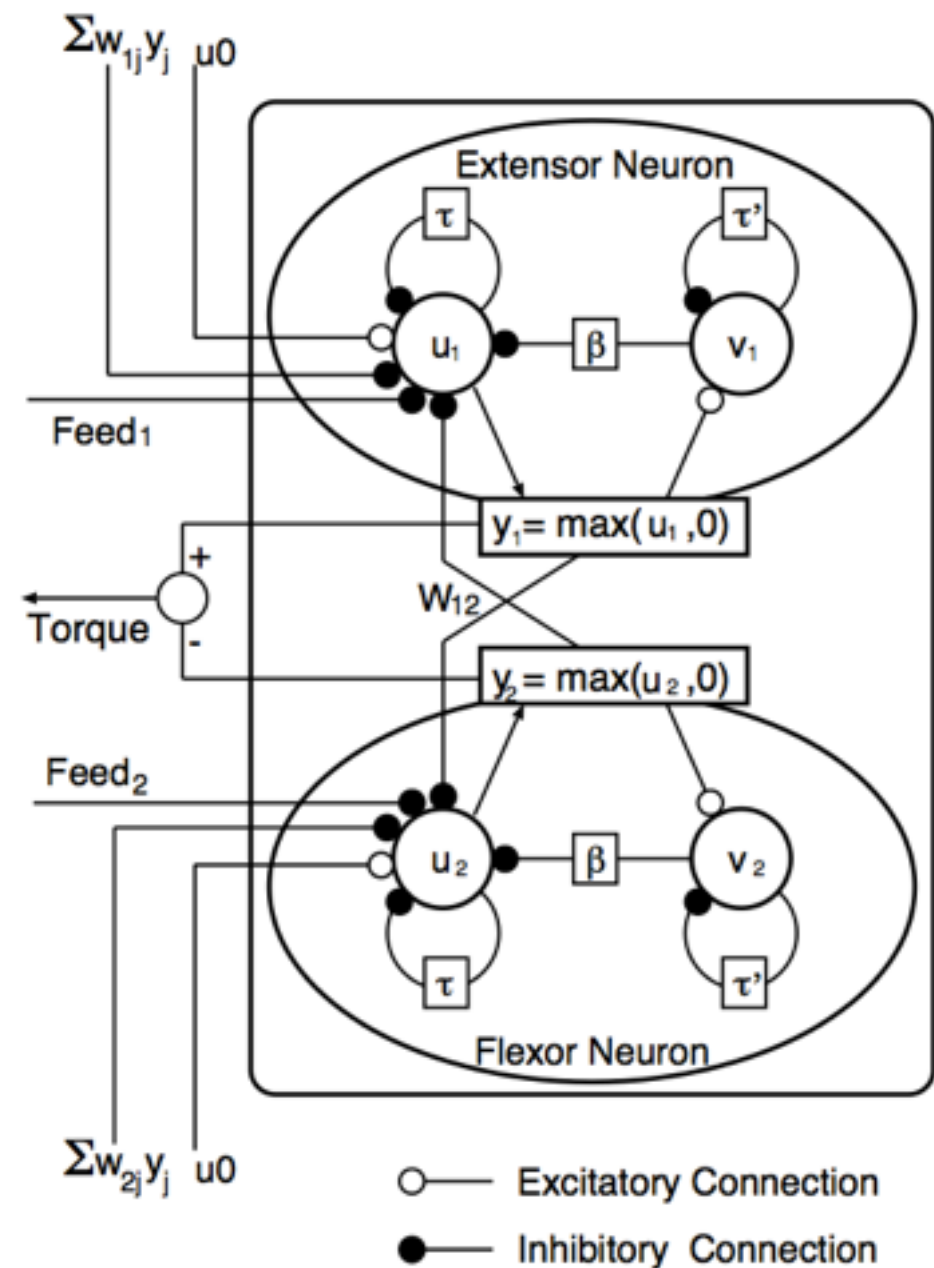 Σw₁ⱼyⱼ u0
Extensor Neuron
τ τ’
u₁ β v₁
Feed₁
y₁= max( u₁ ,0)
+
W₁₂
Torque
-
y₂= max(u₂ ,0)
Feed₂
u₂ β v₂
τ τ’
Flexor Neuron
Σw₂ⱼyⱼ u0
Excitatory Connection
Inhibitory Connection